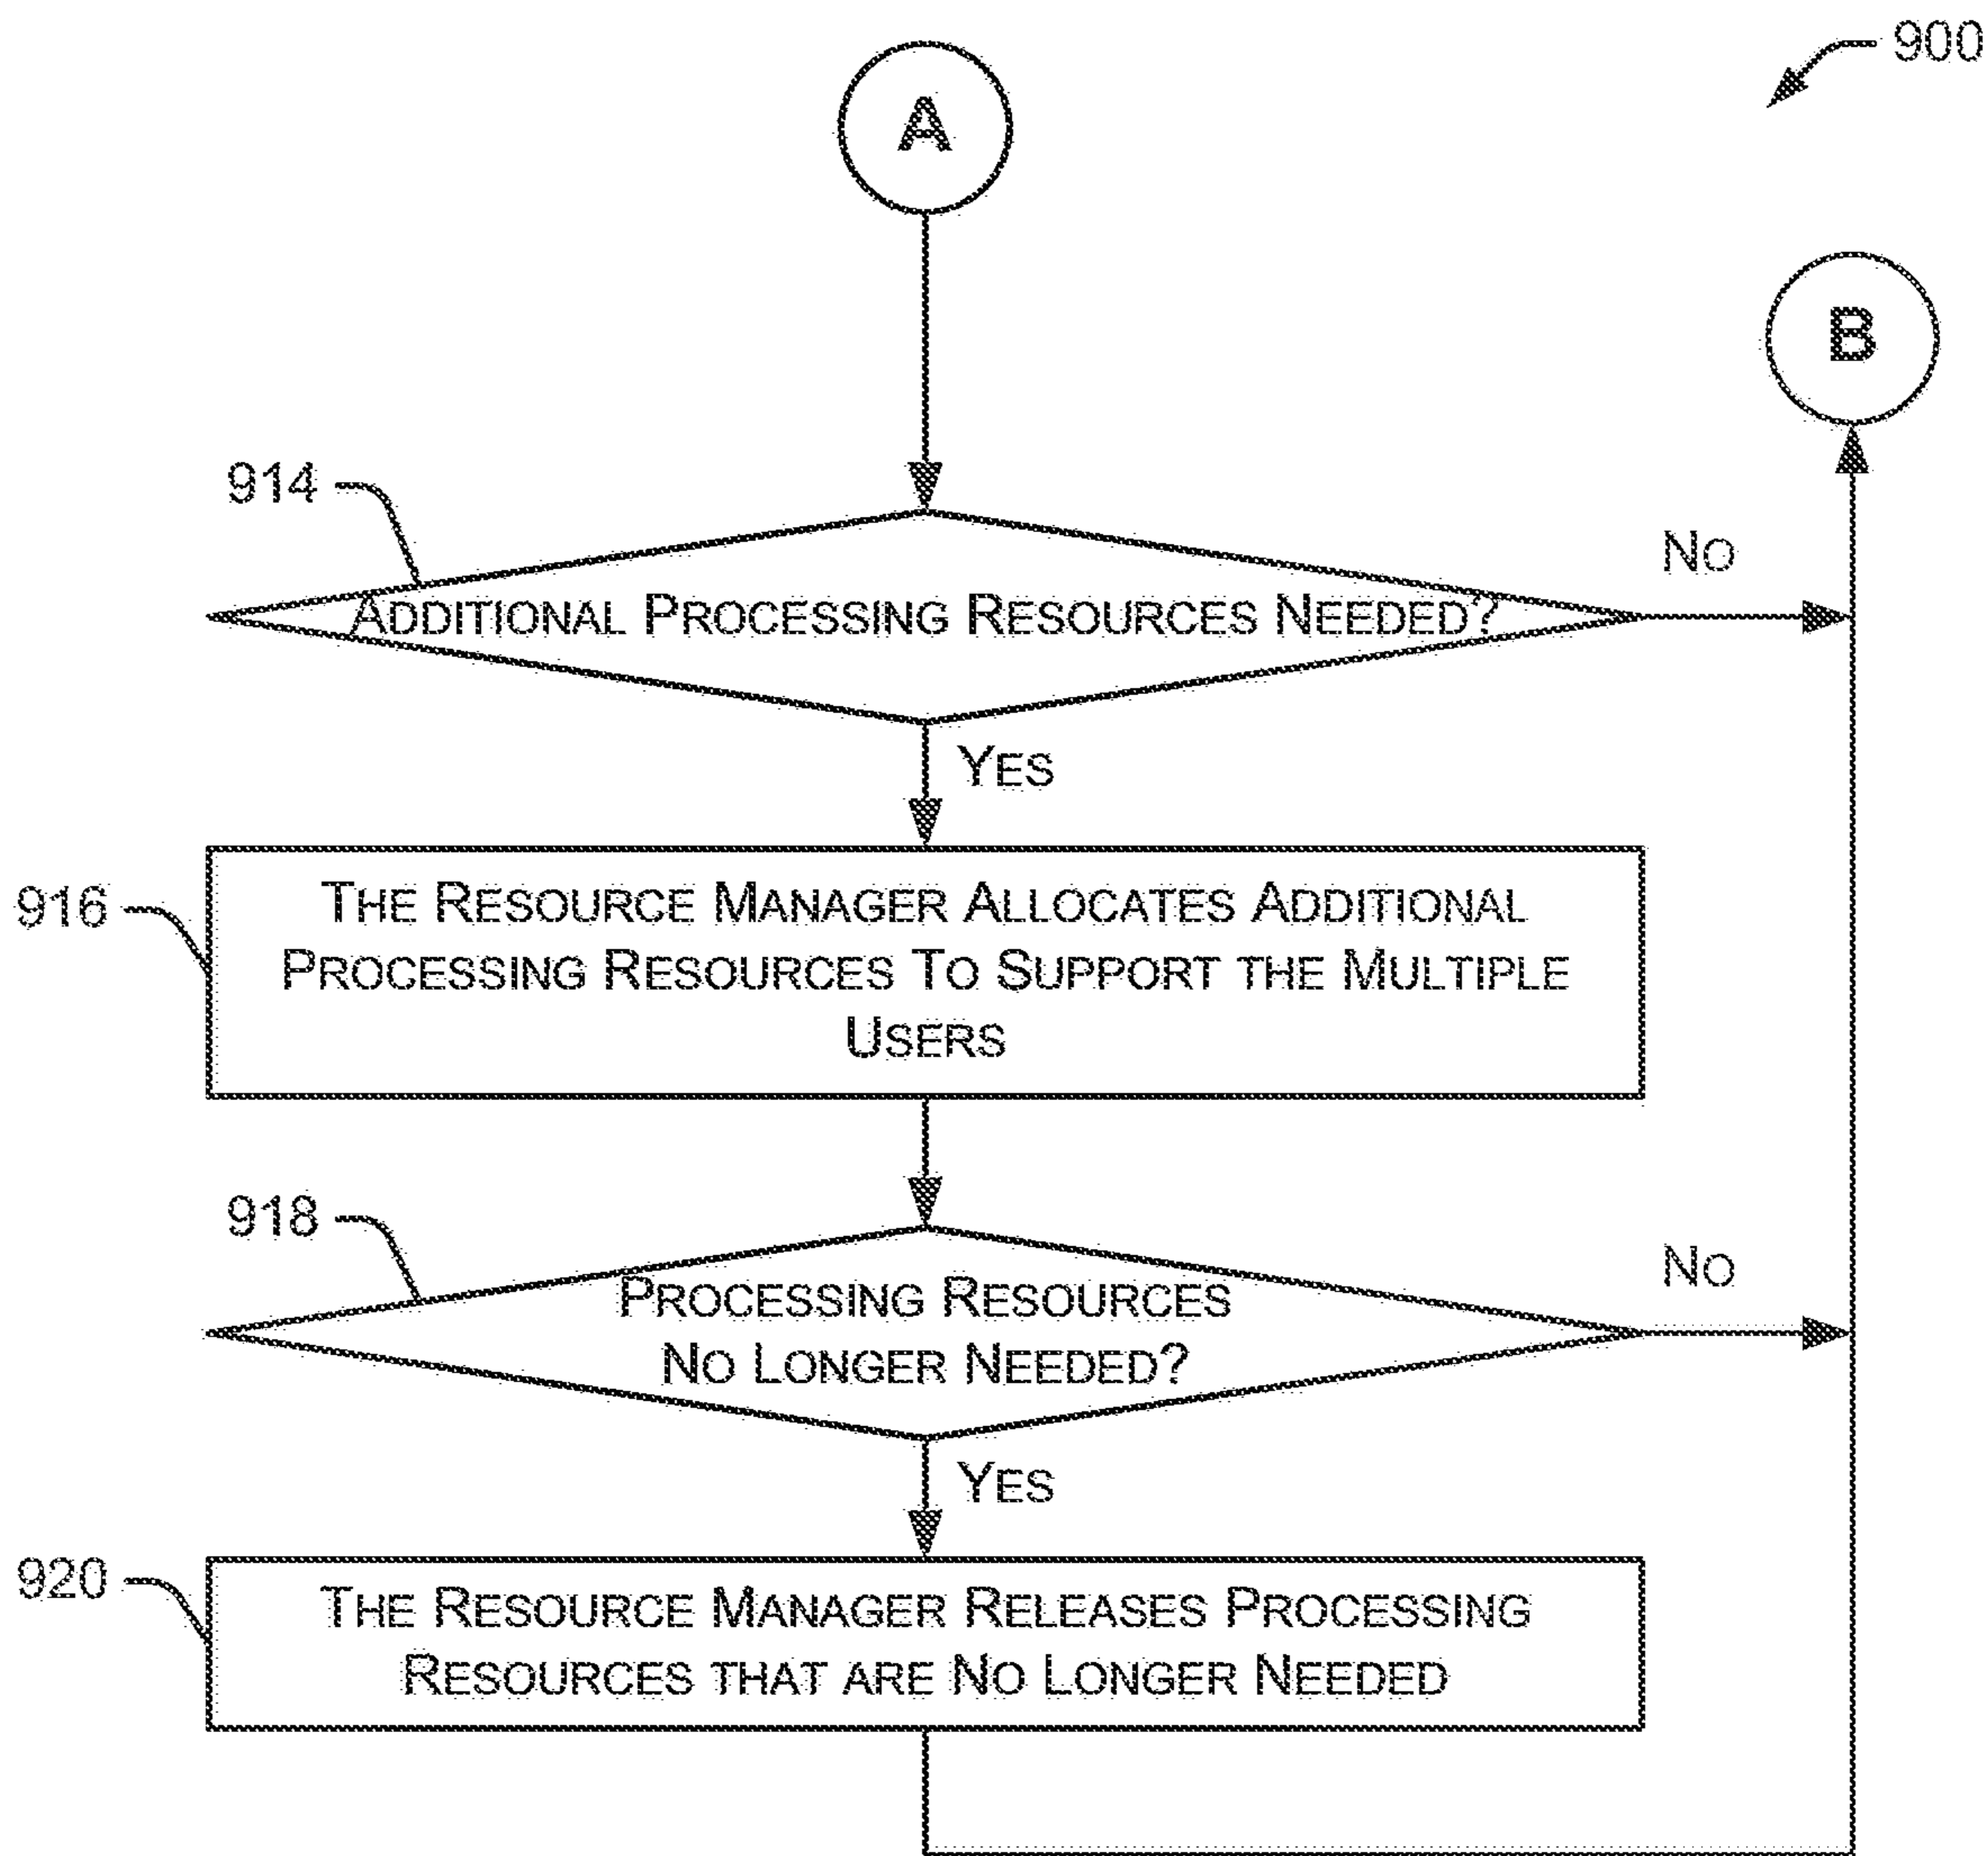 900
A
B
914
ADDITIONAL PROCESSING RESOURCES NEEDED?
NO
YES
916
THE RESOURCE MANAGER ALLOCATES ADDITIONAL
PROCESSING RESOURCES TO SUPPORT THE MULTIPLE
USERS
918
PROCESSING RESOURCES
NO LONGER NEEDED?
NO
YES
920
THE RESOURCE MANAGER RELEASES PROCESSING
RESOURCES THAT ARE NO LONGER NEEDED